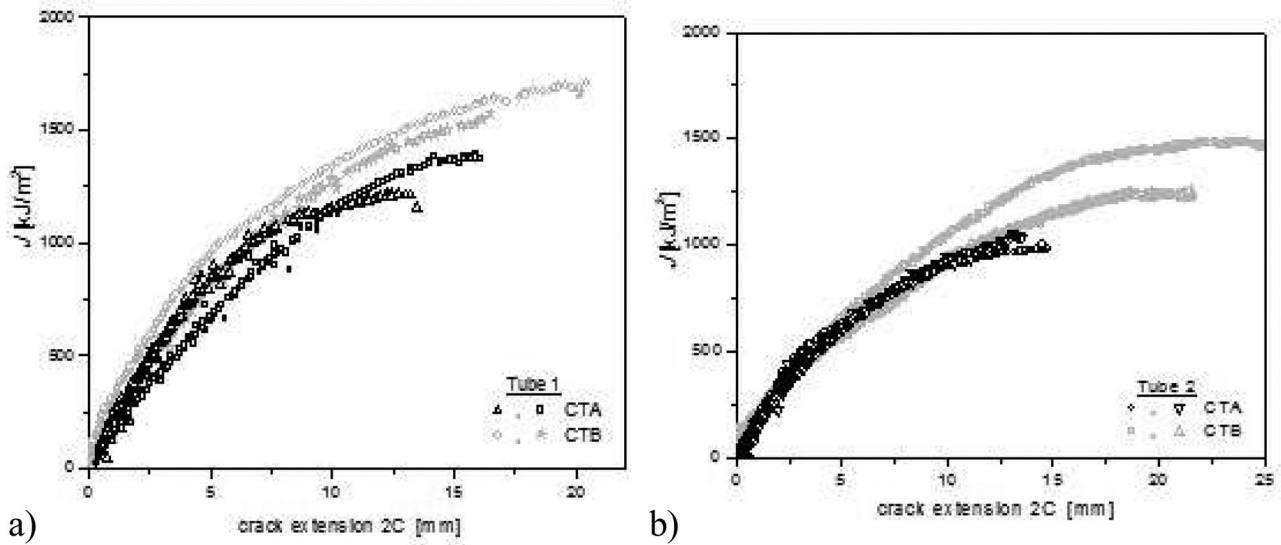 2000
1500
1000
500
0
J [kJ/m²]
0 5 10 15 20
crack extension 2C [mm]
Tube 1
CTA
CTB
a)
2000
1500
1000
500
0
J [kJ/m²]
0 5 10 15 20 25
crack extension 2C [mm]
Tube 2
CTA
CTB
b)